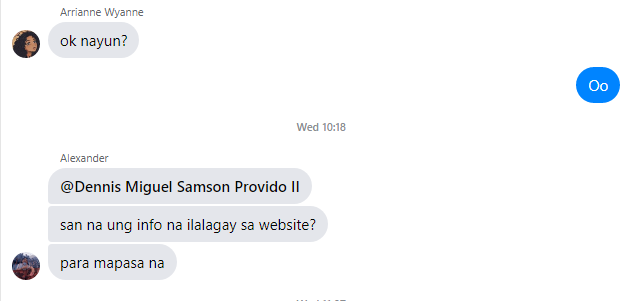 Arrianne Wyanne
ok nayun?
Oo
Wed 10:18
Alexander
@Dennis Miguel Samson Provido II
san na ung info na ilalagay sa website?
para mapasa na